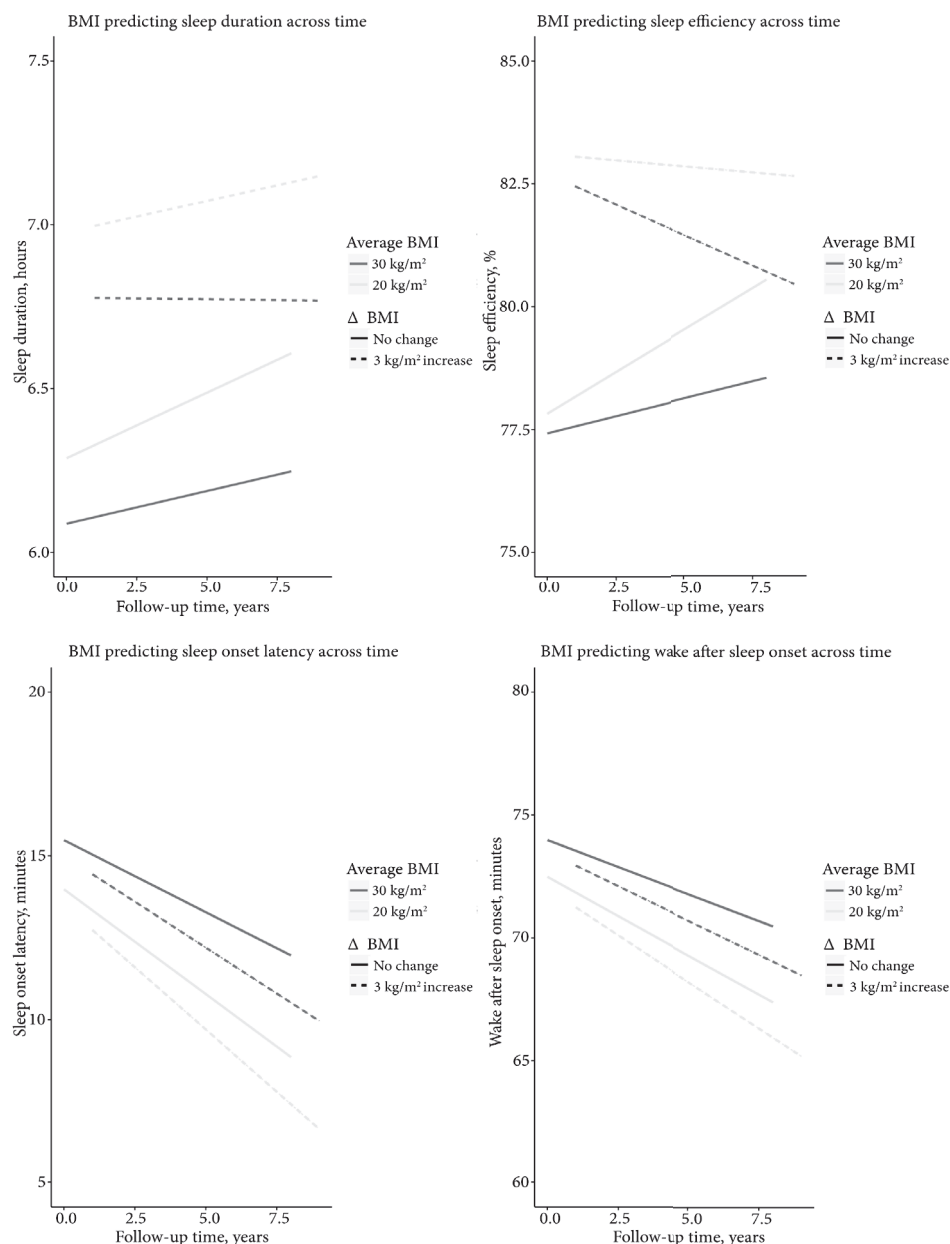 BMI predicting sleep duration across time
7.5
7.0
6.5
6.0
Sleep duration, hours
0.0 2.5 5.0 7.5
Follow-up time, years
Average BMI
30 kg/m²
20 kg/m²
Δ BMI
No change
3 kg/m² increase
BMI predicting sleep efficiency across time
85.0
82.5
80.0
77.5
75.0
Sleep efficiency, %
0.0 2.5 5.0 7.5
Follow-up time, years
Average BMI
30 kg/m²
20 kg/m²
Δ BMI
No change
3 kg/m² increase
BMI predicting sleep onset latency across time
20
15
10
5
Sleep onset latency, minutes
0.0 2.5 5.0 7.5
Follow-up time, years
Average BMI
30 kg/m²
20 kg/m²
Δ BMI
No change
3 kg/m² increase
BMI predicting wake after sleep onset across time
80
75
70
65
60
Wake after sleep onset, minutes
0.0 2.5 5.0 7.5
Follow-up time, years
Average BMI
30 kg/m²
20 kg/m²
Δ BMI
No change
3 kg/m² increase